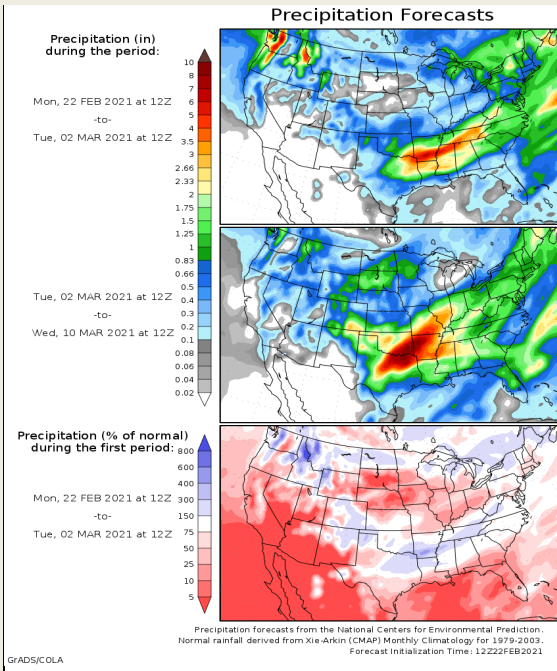 Precipitation Forecasts
Precipitation (in)
during the period:
Mon, 22 FEB 2021 at 12Z
-to-
Tue, 02 MAR 2021 at 12Z
10
8
7
6
5
4
3.5
3
2.66
2.33
2
1.75
1.5
1.25
1
0.83
0.66
0.5
0.4
0.3
0.2
0.1
0.08
0.06
0.04
0.02
Tue, 02 MAR 2021 at 12Z
-to-
Wed, 10 MAR 2021 at 12Z
Precipitation (% of normal)
during the first period:
Mon, 22 FEB 2021 at 12Z
-to-
Tue, 02 MAR 2021 at 12Z
800
600
400
300
150
75
50
25
10
5
Precipitation forecasts from the National Centers for Environmental Prediction.
Normal rainfall derived from Xie-Arkin (CMAP) Monthly Climatology for 1979-2003.
Forecast Initialization Time: 12Z22FEB2021
GrADS/COLA